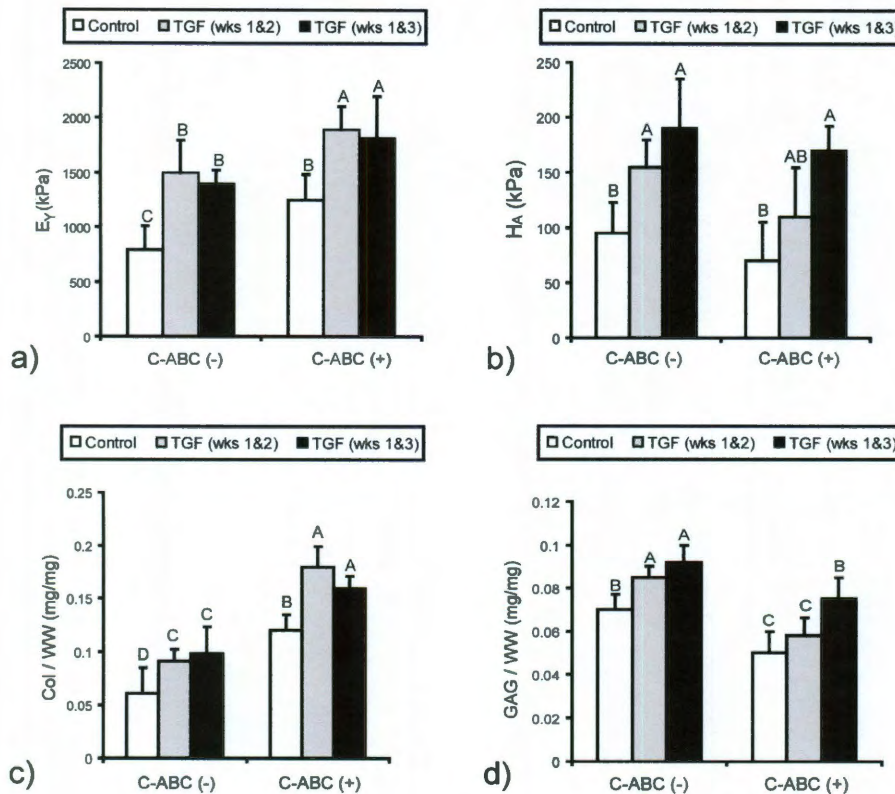 Control TGF (wks 1&2) TGF (wks 1&3)
2500
2000
1500
1000
500
0
E_Y (kPa)
C B B B A A
C-ABC (-) C-ABC (+)
a)
Control TGF (wks 1&2) TGF (wks 1&3)
250
200
150
100
50
0
H_A (kPa)
B A A B AB A
C-ABC (-) C-ABC (+)
b)
Control TGF (wks 1&2) TGF (wks 1&3)
0.25
0.2
0.15
0.1
0.05
0
Col / WW (mg/mg)
D C C B A A
C-ABC (-) C-ABC (+)
c)
Control TGF (wks 1&2) TGF (wks 1&3)
0.12
0.1
0.08
0.06
0.04
0.02
0
GAG / WW (mg/mg)
B A A C C B
C-ABC (-) C-ABC (+)
d)